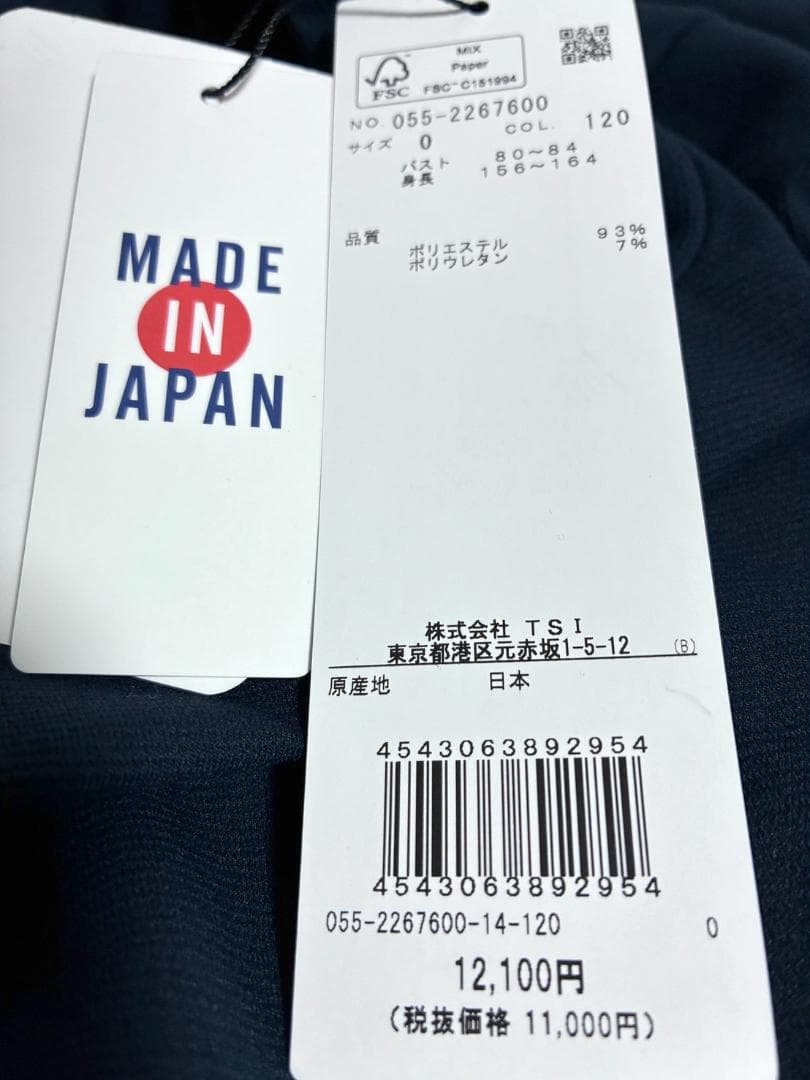 MADE
IN
JAPAN
FSC
MIX
Paper
FSC™ C151994
NO. 055-2267600
サイズ 0 COL. 120
バスト 80～84
身長 156～164
品質 ポリエステル 93%
ポリウレタン 7%
株式会社 TSI
東京都港区元赤坂1-5-12 (B)
原産地 日本
4543063892954
4543063892954
055-2267600-14-120 0
12,100円
(税抜価格 11,000円)